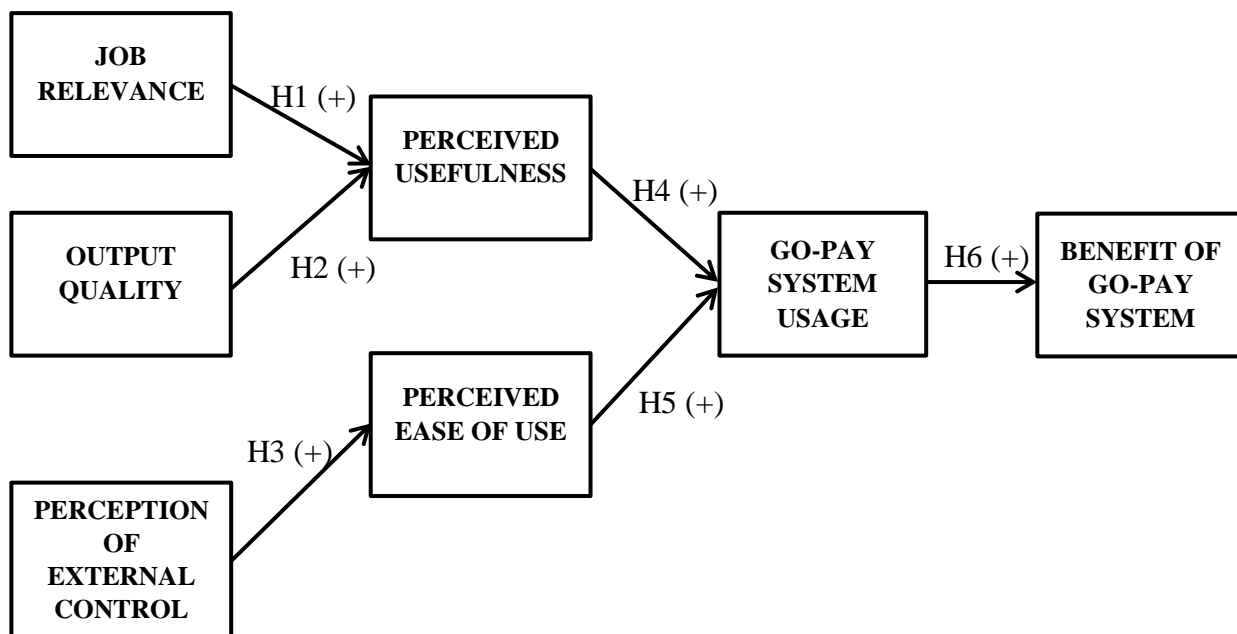 JOB
RELEVANCE
H1 (+)
PERCEIVED
USEFULNESS
OUTPUT
QUALITY
H2 (+)
H4 (+)
GO-PAY
SYSTEM
USAGE
H6 (+)
BENEFIT OF
GO-PAY
SYSTEM
PERCEIVED
EASE OF USE
H5 (+)
H3 (+)
PERCEPTION
OF
EXTERNAL
CONTROL